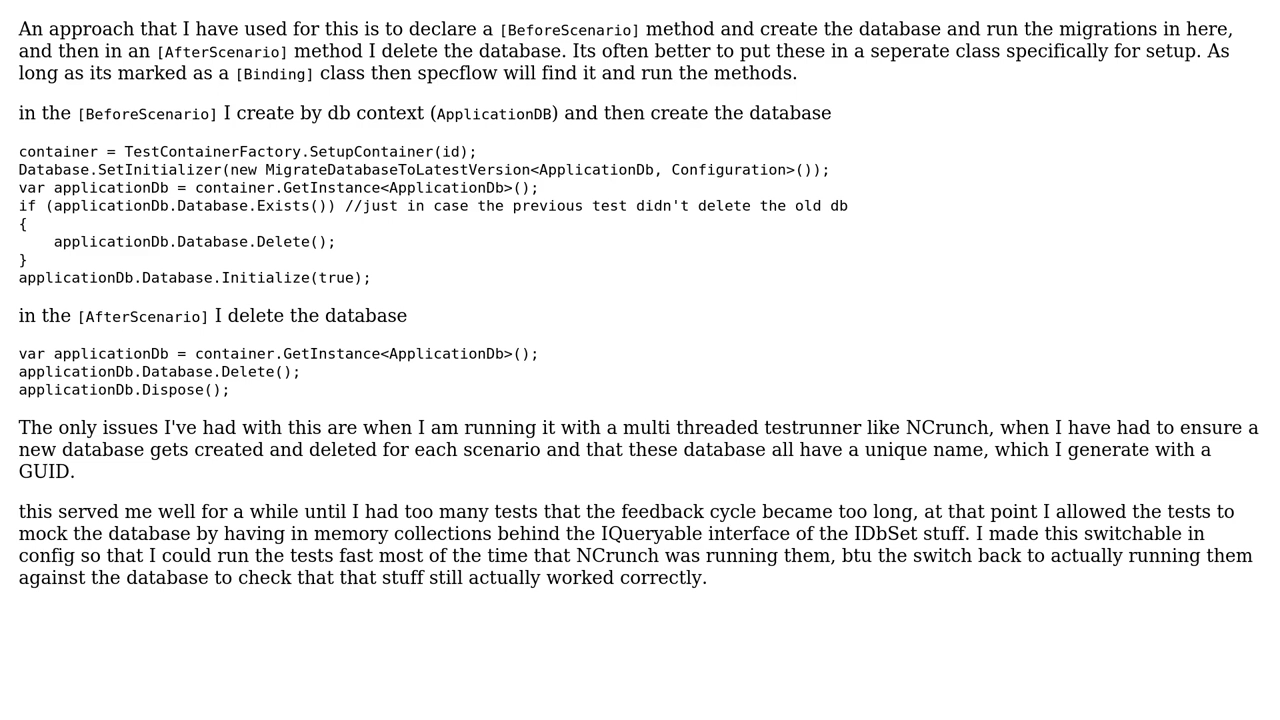 An approach that I have used for this is to declare a [BeforeScenario] method and create the database and run the migrations in here,
and then in an [AfterScenario] method I delete the database. Its often better to put these in a seperate class specifically for setup. As
long as its marked as a [Binding] class then specflow will find it and run the methods.
in the [BeforeScenario] I create by db context (ApplicationDB) and then create the database
container = TestContainerFactory.SetupContainer(id);
Database.SetInitializer(new MigrateDatabaseToLatestVersion<ApplicationDb, Configuration>());
var applicationDb = container.GetInstance<ApplicationDb>();
if (applicationDb.Database.Exists()) //just in case the previous test didn't delete the old db
{
    applicationDb.Database.Delete();
}
applicationDb.Database.Initialize(true);
in the [AfterScenario] I delete the database
var applicationDb = container.GetInstance<ApplicationDb>();
applicationDb.Database.Delete();
applicationDb.Dispose();
The only issues I've had with this are when I am running it with a multi threaded testrunner like NCrunch, when I have had to ensure a
new database gets created and deleted for each scenario and that these database all have a unique name, which I generate with a
GUID.
this served me well for a while until I had too many tests that the feedback cycle became too long, at that point I allowed the tests to
mock the database by having in memory collections behind the IQueryable interface of the IDbSet stuff. I made this switchable in
config so that I could run the tests fast most of the time that NCrunch was running them, btu the switch back to actually running them
against the database to check that that stuff still actually worked correctly.